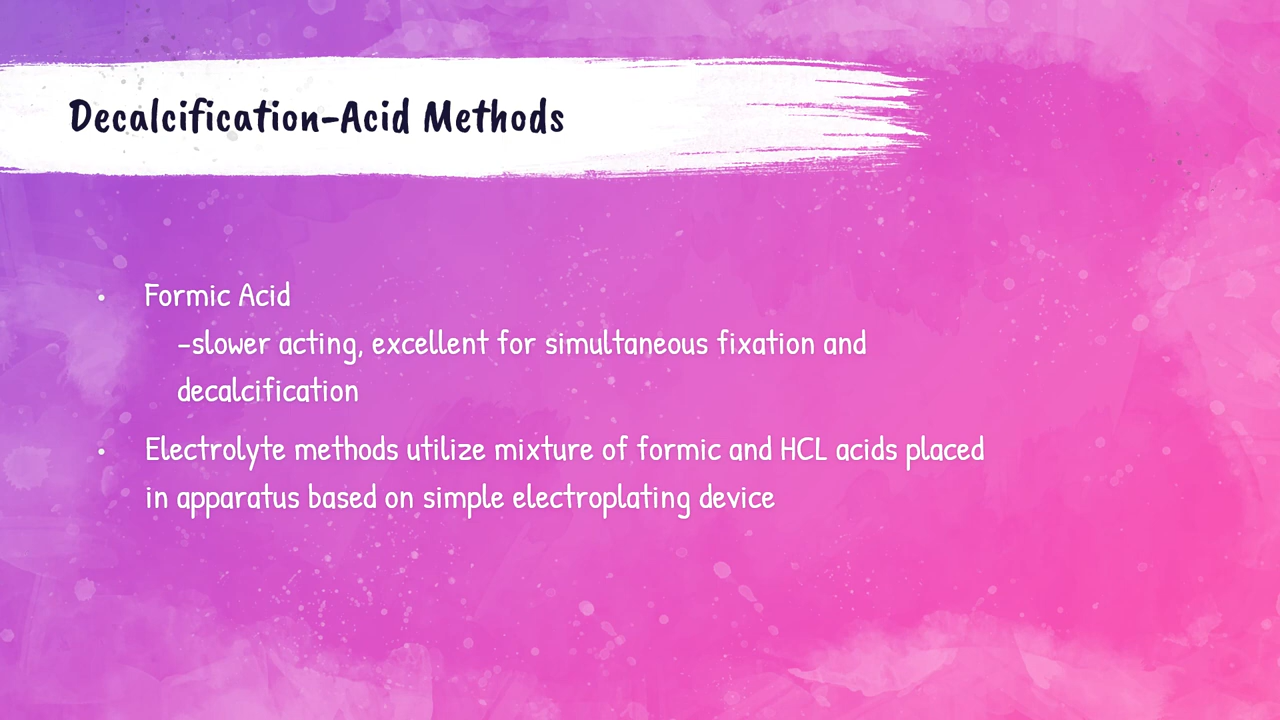 Decalcification-Acid Methods
• Formic Acid
-slower acting, excellent for simultaneous fixation and
decalcification
• Electrolyte methods utilize mixture of formic and HCL acids placed
in apparatus based on simple electroplating device